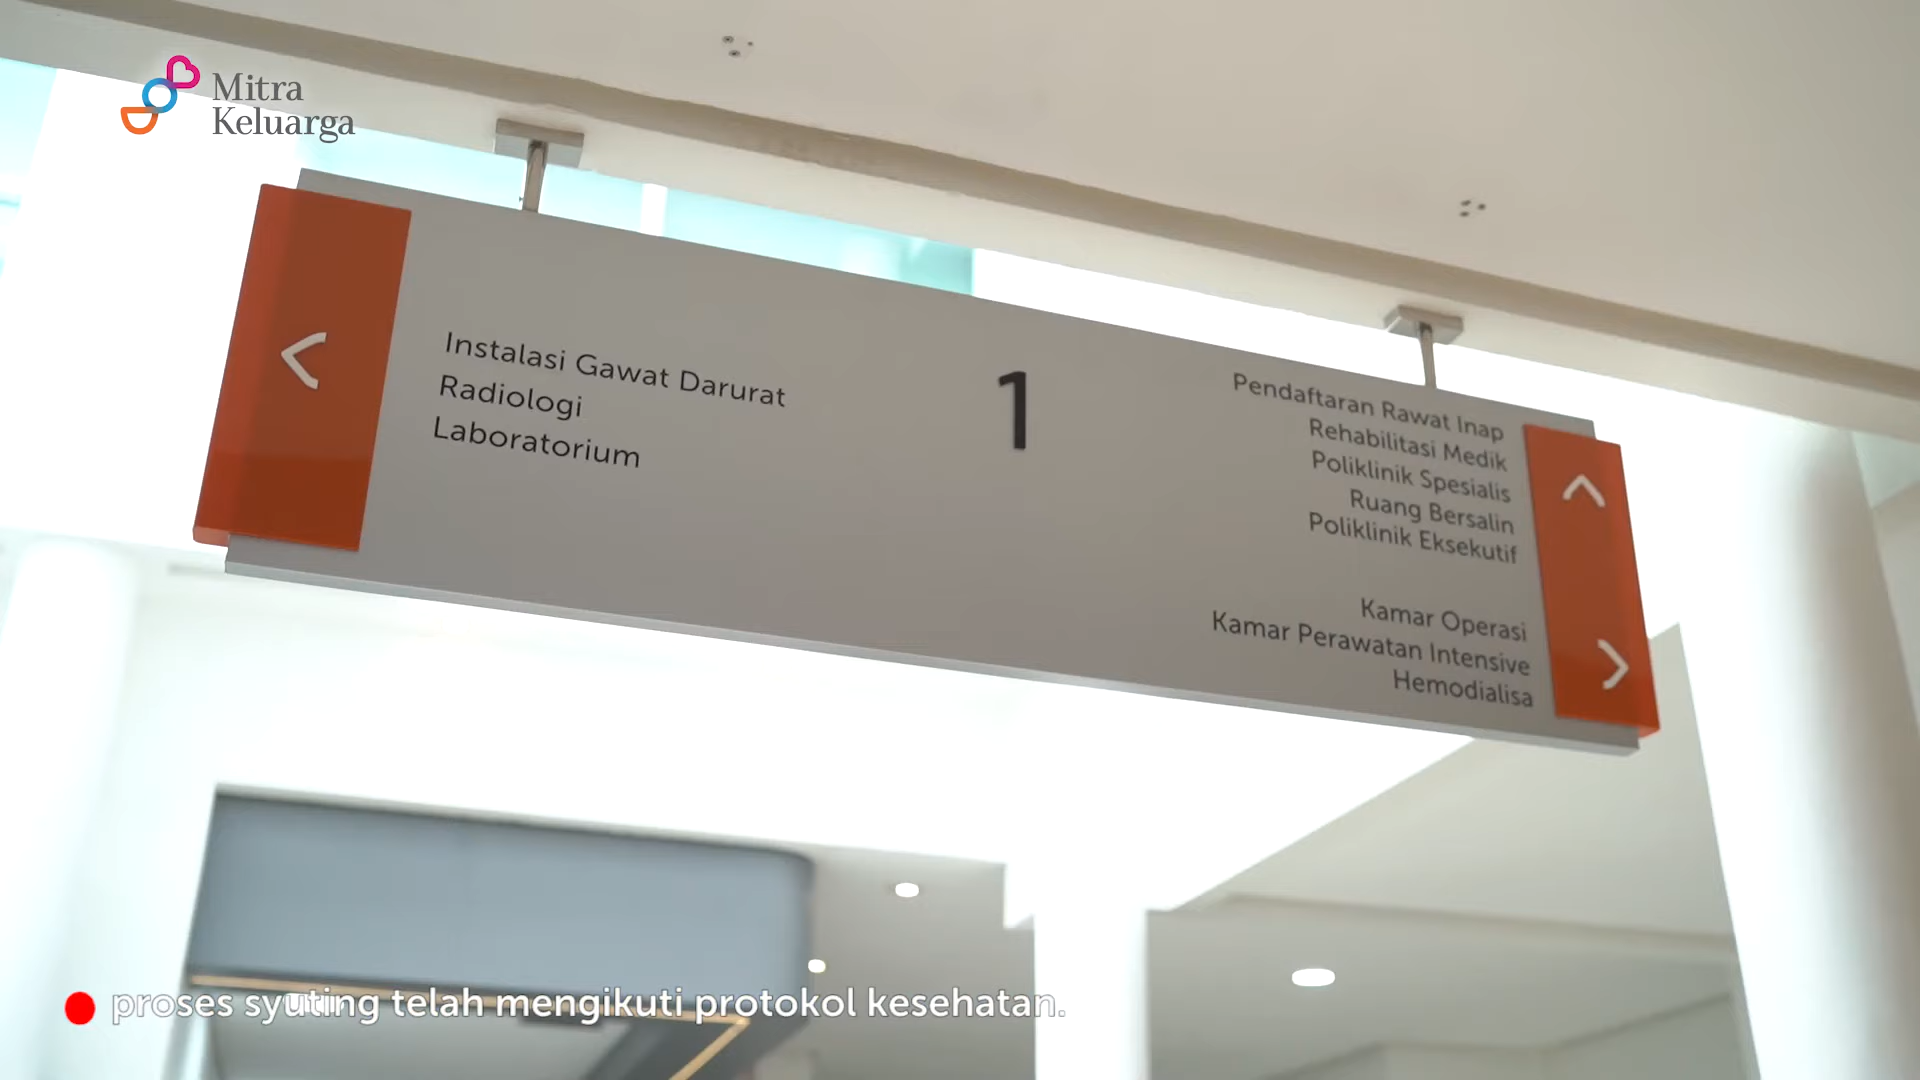 Mitra
Keluarga
Instalasi Gawat Darurat
Radiologi
Laboratorium
1
Pendaftaran Rawat Inap
Rehabilitasi Medik
Poliklinik Spesialis
Ruang Bersalin
Poliklinik Eksekutif
Kamar Operasi
Kamar Perawatan Intensive
Hemodialisa
proses syuting telah mengikuti protokol kesehatan.